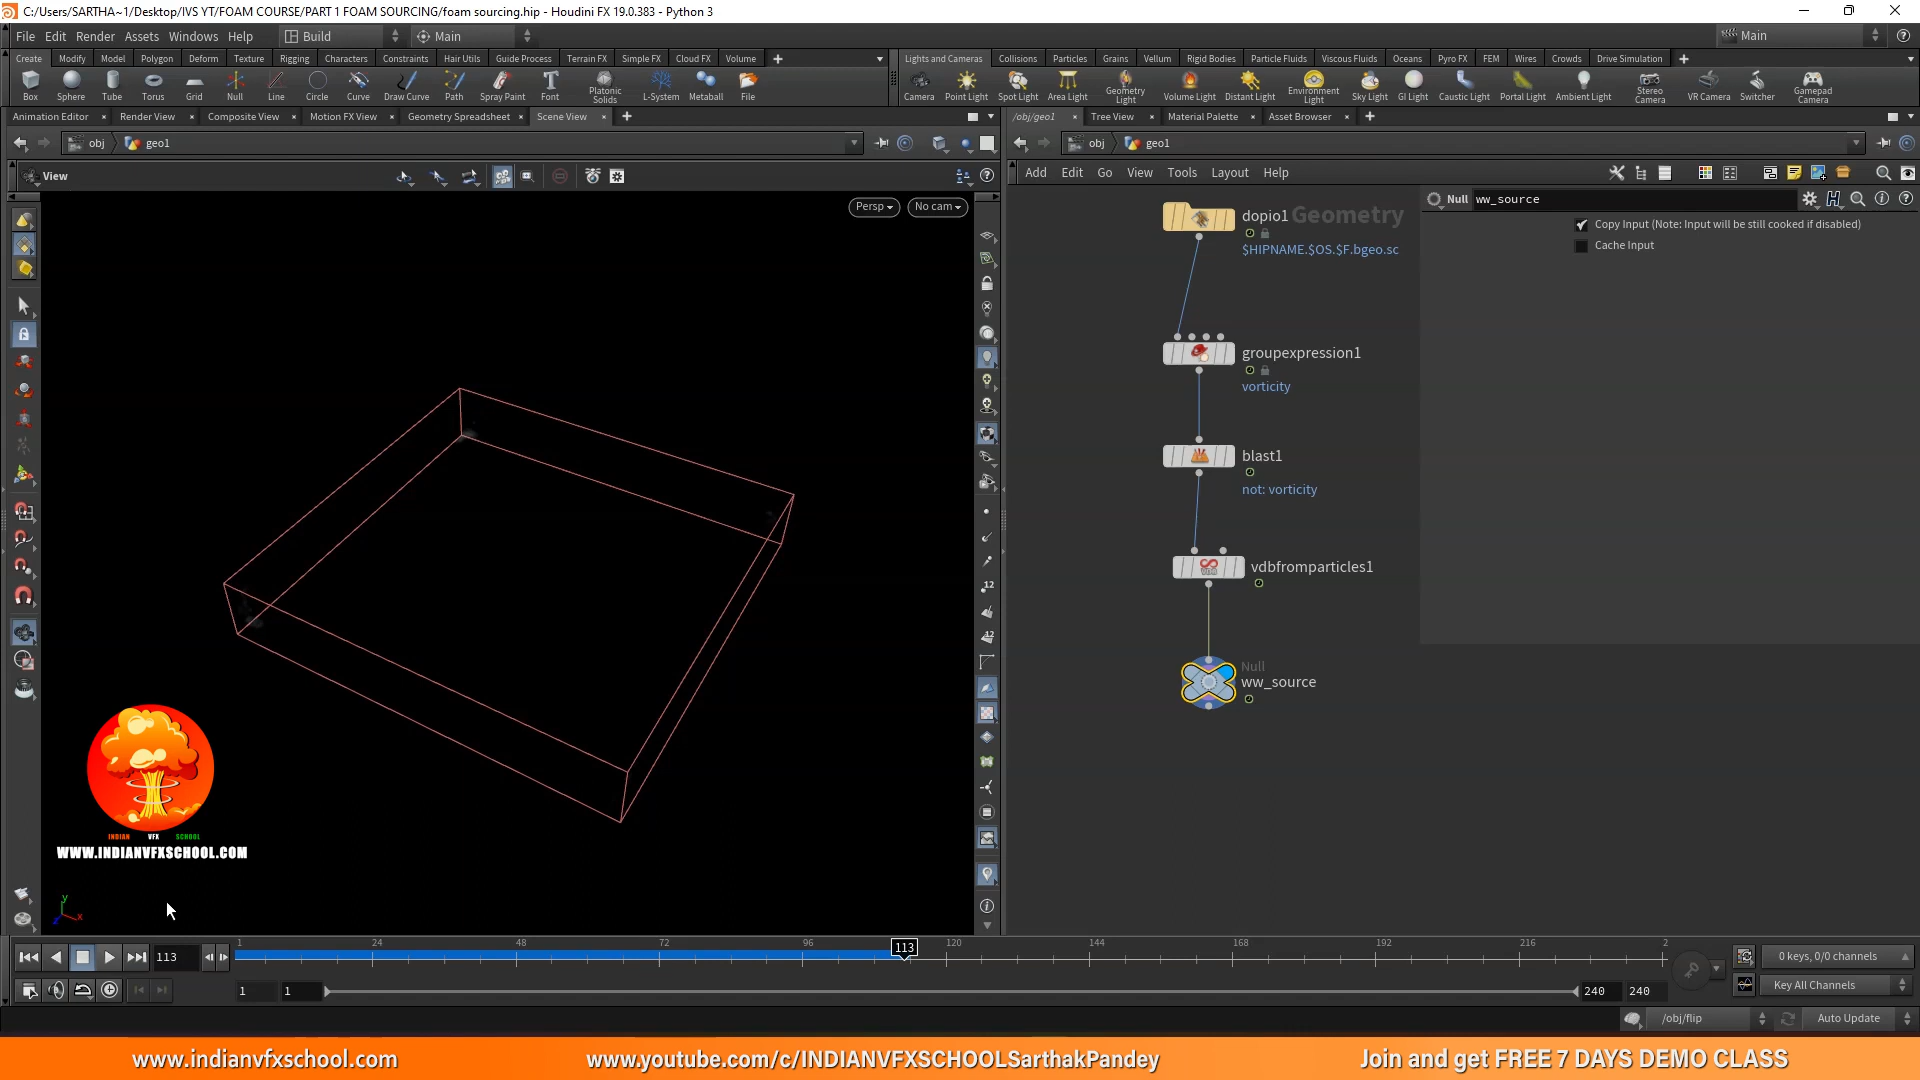 C:/Users/SARTHA~1/Desktop/IVS YT/FOAM COURSE/PART 1 FOAM SOURCING/foam sourcing.hip - Houdini FX 19.0.383 - Python 3
File Edit Render Assets Windows Help Build Main Main
Create Modify Model Polygon Deform Texture Rigging Characters Constraints Hair Utils Guide Process Terrain FX Simple FX Cloud FX Volume
Lights and Cameras Collisions Particles Grains Vellum Rigid Bodies Particle Fluids Viscous Fluids Oceans Pyro FX FEM Wires Crowds Drive Simulation
Box Sphere Tube Torus Grid Null Line Circle Curve Draw Curve Path Spray Paint Font Platonic Solids L-System Metaball File
Camera Point Light Spot Light Area Light Geometry Light Volume Light Distant Light Environment Light Sky Light GI Light Caustic Light Portal Light Ambient Light Stereo Camera VR Camera Switcher Gamepad Camera
Animation Editor Render View Composite View Motion FX View Geometry Spreadsheet Scene View
/obj/geo1 Tree View Material Palette Asset Browser
obj geo1
obj geo1
View
Add Edit Go View Tools Layout Help
Persp No cam
Null ww_source
Copy Input (Note: Input will be still cooked if disabled)
Cache Input
Geometry
dopio1
$HIPNAME.$OS.$F.bgeo.sc
groupexpression1
vorticity
blast1
not: vorticity
VDB
vdbfromparticles1
Null
ww_source
12
12
INDIAN VFX SCHOOL
WWW.INDIANVFXSCHOOL.COM
y
x
z
113
1 24 48 72 96 113 120 144 168 192 216 2
0 keys, 0/0 channels
1 1 240 240
Key All Channels
/obj/flip Auto Update
www.indianvfxschool.com
www.youtube.com/c/INDIANVFXSCHOOLSarthakPandey
Join and get FREE 7 DAYS DEMO CLASS